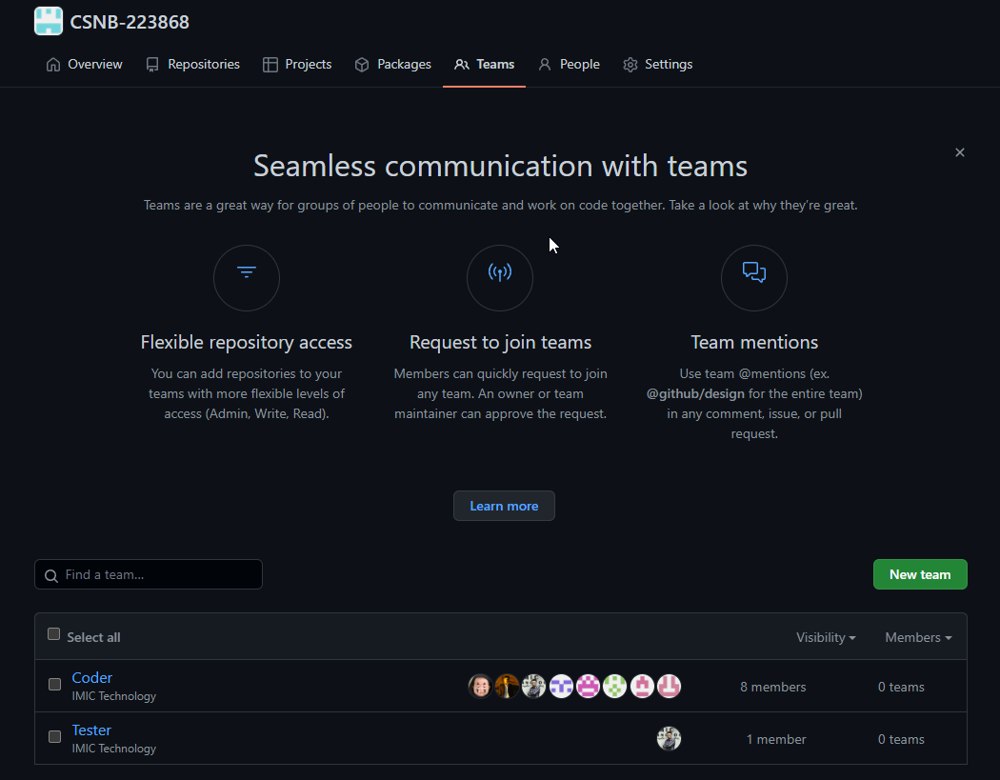 CSNB-223868
Overview Repositories Projects Packages Teams People Settings
Seamless communication with teams
Teams are a great way for groups of people to communicate and work on code together. Take a look at why they're great.
Flexible repository access
You can add repositories to your
teams with more flexible levels of
access (Admin, Write, Read).
Request to join teams
Members can quickly request to join
any team. An owner or team
maintainer can approve the request.
Team mentions
Use team @mentions (ex.
@github/design for the entire team)
in any comment, issue, or pull
request.
Learn more
Find a team...
New team
Select all Visibility Members
Coder 8 members 0 teams
IMIC Technology
Tester 1 member 0 teams
IMIC Technology